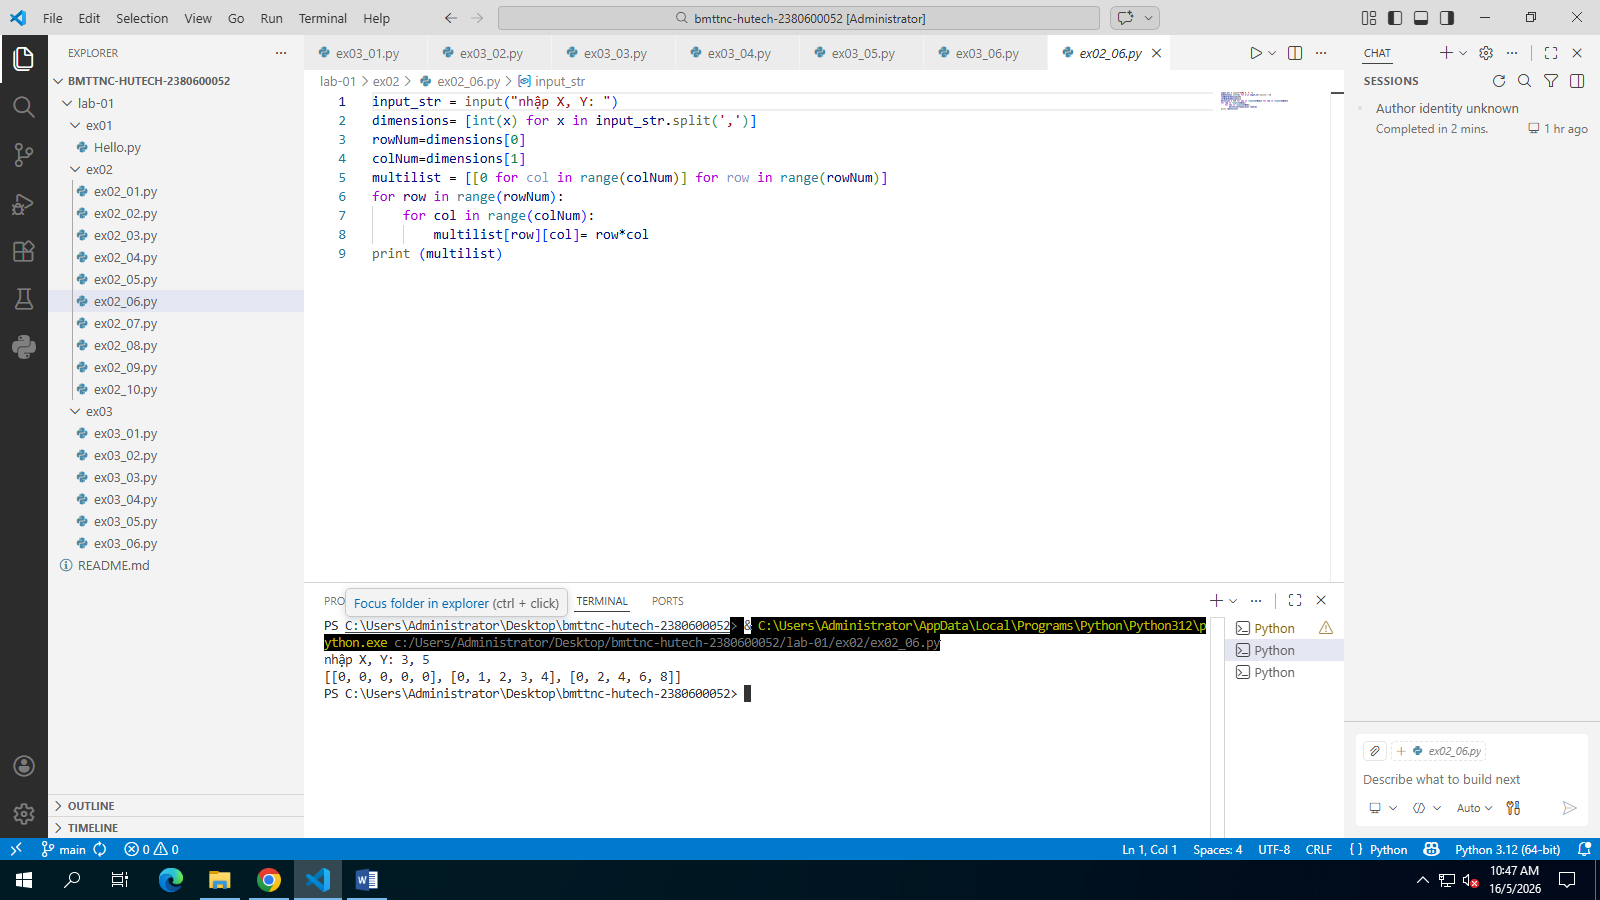 File Edit Selection View Go Run Terminal Help
bmttnc-hutech-2380600052 [Administrator]
EXPLORER
BMTTNC-HUTECH-2380600052
lab-01
ex01
Hello.py
ex02
ex02_01.py
ex02_02.py
ex02_03.py
ex02_04.py
ex02_05.py
ex02_06.py
ex02_07.py
ex02_08.py
ex02_09.py
ex02_10.py
ex03
ex03_01.py
ex03_02.py
ex03_03.py
ex03_04.py
ex03_05.py
ex03_06.py
README.md
OUTLINE
TIMELINE
ex03_01.py ex03_02.py ex03_03.py ex03_04.py ex03_05.py ex03_06.py ex02_06.py
lab-01 > ex02 > ex02_06.py > input_str
1 input_str = input("nhập X, Y: ")
2 dimensions= [int(x) for x in input_str.split(',')]
3 rowNum=dimensions[0]
4 colNum=dimensions[1]
5 multilist = [[0 for col in range(colNum)] for row in range(rowNum)]
6 for row in range(rowNum):
7 for col in range(colNum):
8 multilist[row][col]= row*col
9 print (multilist)
PRO
Focus folder in explorer (ctrl + click)
TERMINAL PORTS
PS C:\Users\Administrator\Desktop\bmttnc-hutech-2380600052> & C:\Users\Administrator\AppData\Local\Programs\Python\Python312\p
ython.exe c:/Users/Administrator/Desktop/bmttnc-hutech-2380600052/lab-01/ex02/ex02_06.py
nhập X, Y: 3, 5
[[0, 0, 0, 0, 0], [0, 1, 2, 3, 4], [0, 2, 4, 6, 8]]
PS C:\Users\Administrator\Desktop\bmttnc-hutech-2380600052>
Python
Python
Python
CHAT
SESSIONS
Author identity unknown
Completed in 2 mins. 1 hr ago
ex02_06.py
Describe what to build next
Auto
main 0 0
Ln 1, Col 1 Spaces: 4 UTF-8 CRLF { } Python Python 3.12 (64-bit)
10:47 AM
16/5/2026